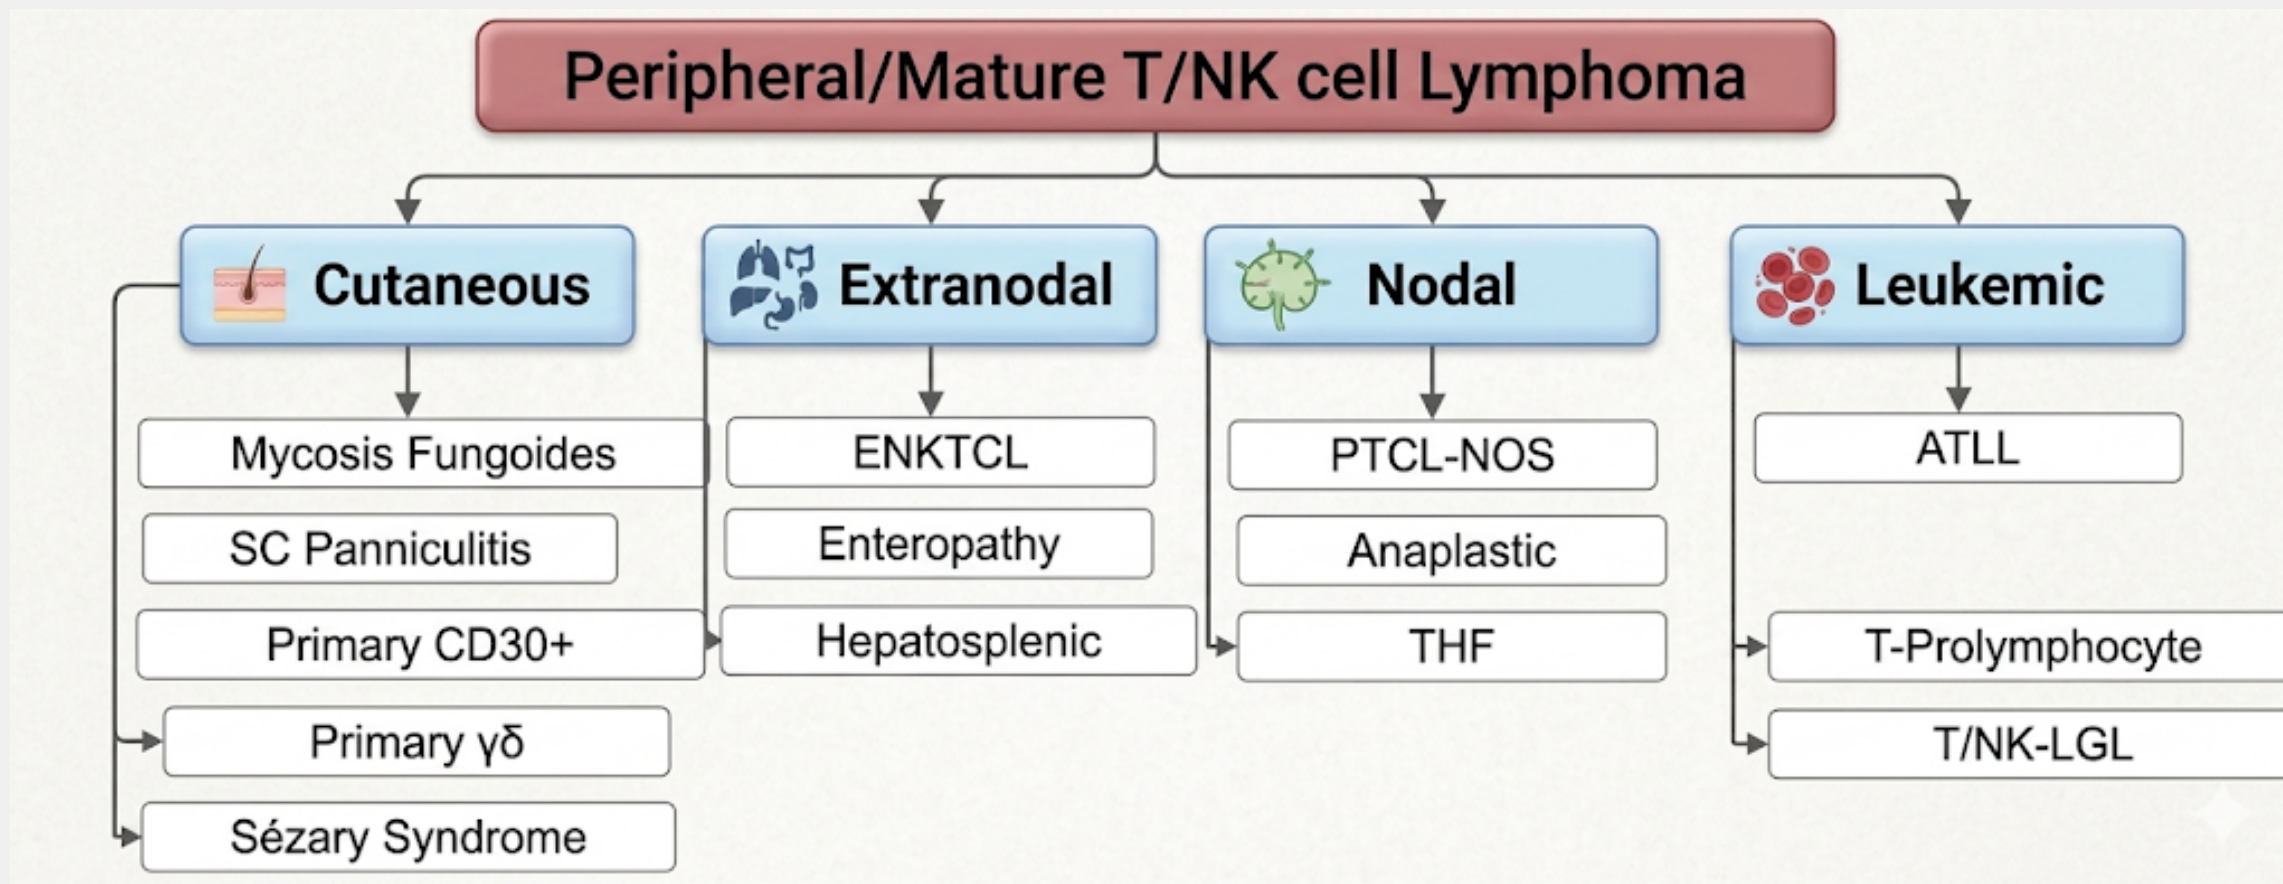 Peripheral/Mature T/NK cell Lymphoma
Cutaneous
Mycosis Fungoides
SC Panniculitis
Primary CD30+
Primary γδ
Sézary Syndrome
Extranodal
ENKTCL
Enteropathy
Hepatosplenic
Nodal
PTCL-NOS
Anaplastic
THF
Leukemic
ATLL
T-Prolymphocyte
T/NK-LGL